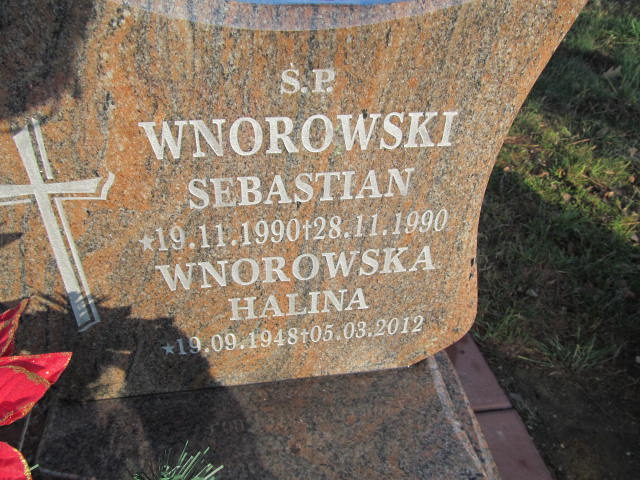 Ś.P.
WNOROWSKI
SEBASTIAN
★19.11.1990†28.11.1990
WNOROWSKA
HALINA
★19.09.1948†05.03.2012